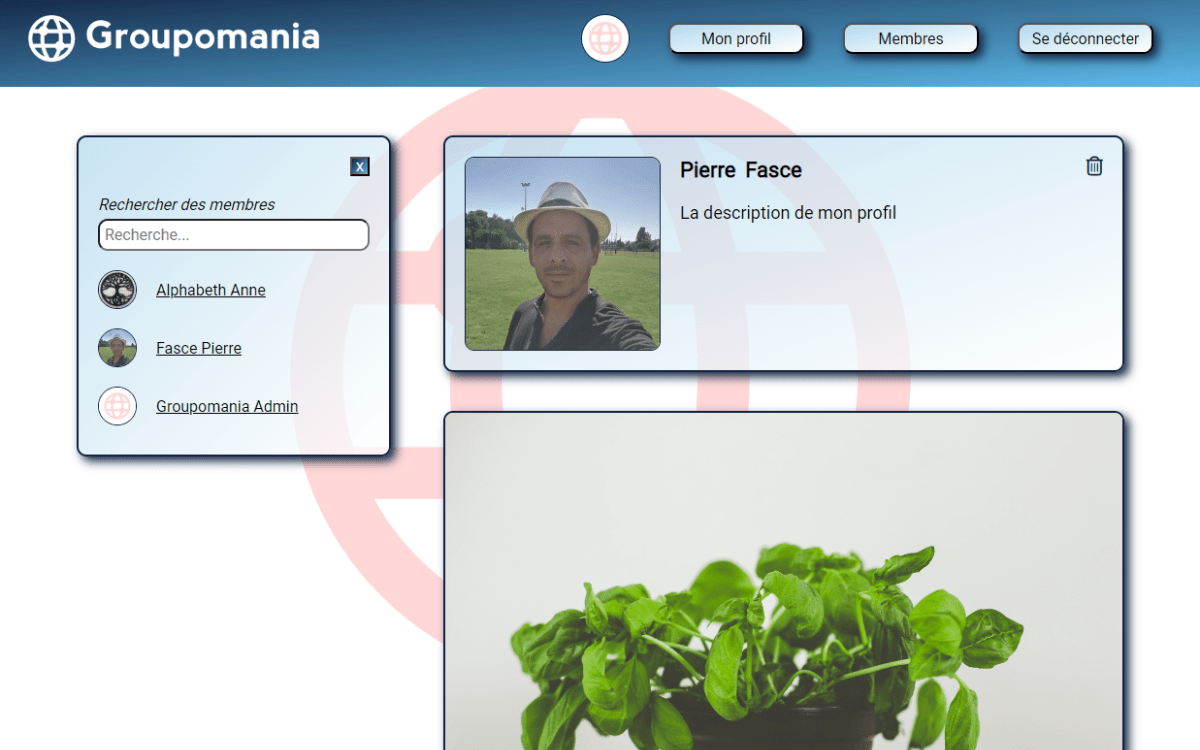 Groupomania
Mon profil
Membres
Se déconnecter
X
Rechercher des membres
Recherche...
Alphabeth Anne
Fasce Pierre
Groupomania Admin
Pierre Fasce
La description de mon profil